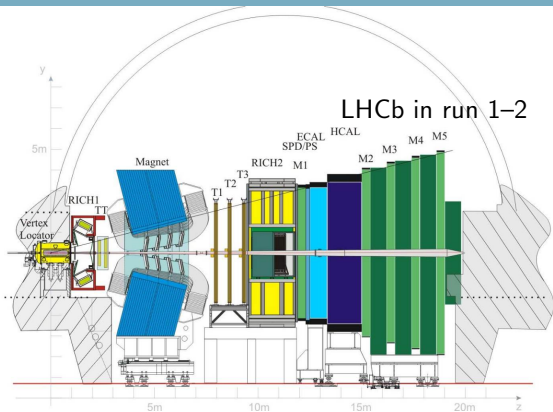 y
LHCb in run 1–2
5m
Magnet
SPD/PS
ECAL
HCAL
M1
M2
M3
M4
M5
RICH2
T1
T2
T3
RICH1
TT
Vertex
Locator
5m
10m
15m
20m
z